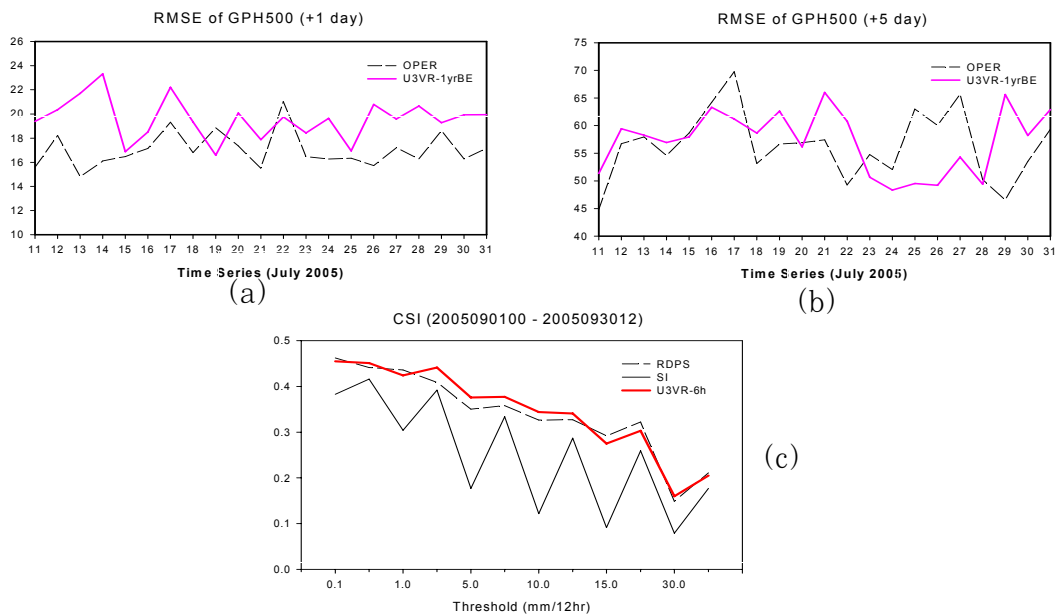 RMSE of GPH500 (+1 day)
26
24
22
20
18
16
14
12
10
OPER
U3VR-1yrBE
11 12 13 14 15 16 17 18 19 20 21 22 23 24 25 26 27 28 29 30 31
Time Series (July 2005)
(a)
RMSE of GPH500 (+5 day)
75
70
65
60
55
50
45
40
OPER
U3VR-1yrBE
11 12 13 14 15 16 17 18 19 20 21 22 23 24 25 26 27 28 29 30 31
Time Series (July 2005)
(b)
CSI (2005090100 - 2005093012)
0.5
0.4
0.3
0.2
0.1
0.0
RDPS
SI
U3VR-6h
0.1 1.0 5.0 10.0 15.0 30.0
Threshold (mm/12hr)
(c)